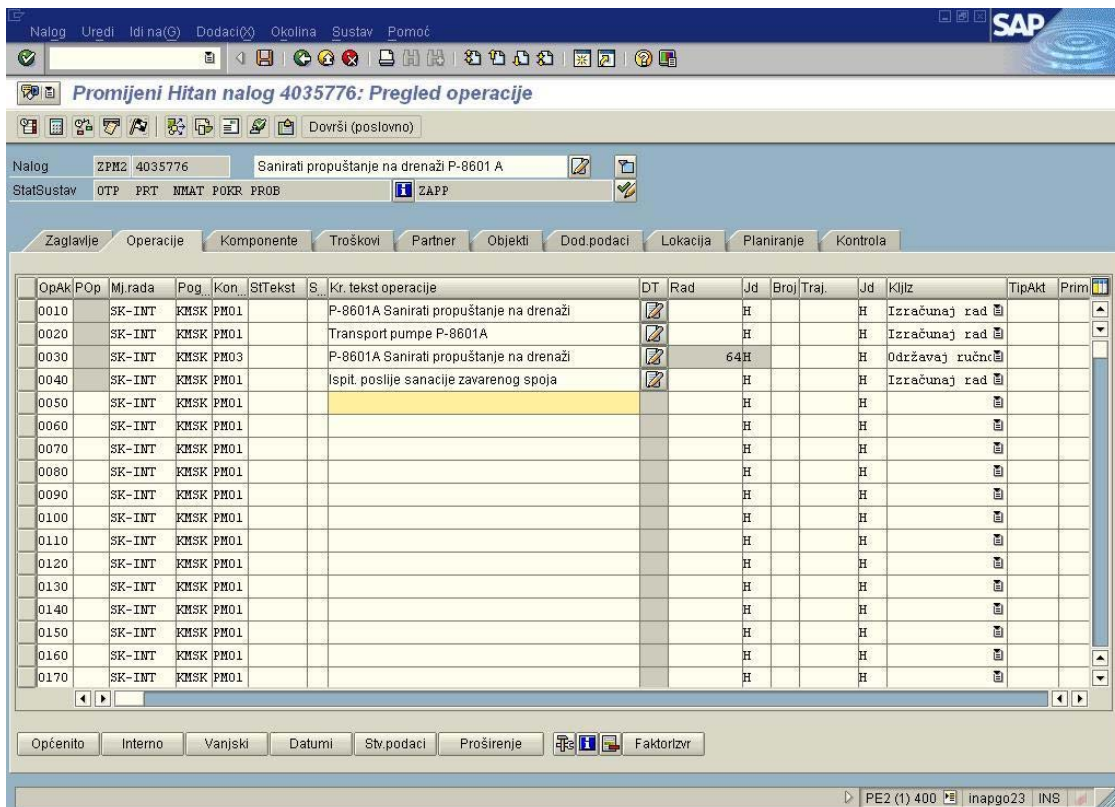 Nalog Uredi Idi na(G) Dodaci(X) Okolina Sustav Pomoć
SAP
Promijeni Hitan nalog 4035776: Pregled operacije
Dovrši (poslovno)
Nalog ZPM2 4035776 Sanirati propuštanje na drenaži P-8601 A
StatSustav OTP PRT NMAT POKR PROB ZAPP
Zaglavlje Operacije Komponente Troškovi Partner Objekti Dod.podaci Lokacija Planiranje Kontrola
OpAk POp Mj.rada Pog... Kon... StTekst S... Kr. tekst operacije DT Rad Jd Broj Traj. Jd Kljlz TipAkt Prim
0010 SK-INT KMSK PM01 P-8601A Sanirati propuštanje na drenaži H H Izračunaj rad
0020 SK-INT KMSK PM01 Transport pumpe P-8601A H H Izračunaj rad
0030 SK-INT KMSK PM03 P-8601A Sanirati propuštanje na drenaži 64 H H Održavaj ručno
0040 SK-INT KMSK PM01 Ispit. poslije sanacije zavarenog spoja H H Izračunaj rad
0050 SK-INT KMSK PM01 H H
0060 SK-INT KMSK PM01 H H
0070 SK-INT KMSK PM01 H H
0080 SK-INT KMSK PM01 H H
0090 SK-INT KMSK PM01 H H
0100 SK-INT KMSK PM01 H H
0110 SK-INT KMSK PM01 H H
0120 SK-INT KMSK PM01 H H
0130 SK-INT KMSK PM01 H H
0140 SK-INT KMSK PM01 H H
0150 SK-INT KMSK PM01 H H
0160 SK-INT KMSK PM01 H H
0170 SK-INT KMSK PM01 H H
Općenito Interno Vanjski Datumi Stv.podaci Proširenje FaktorIzvr
PE2 (1) 400 inapgo23 INS